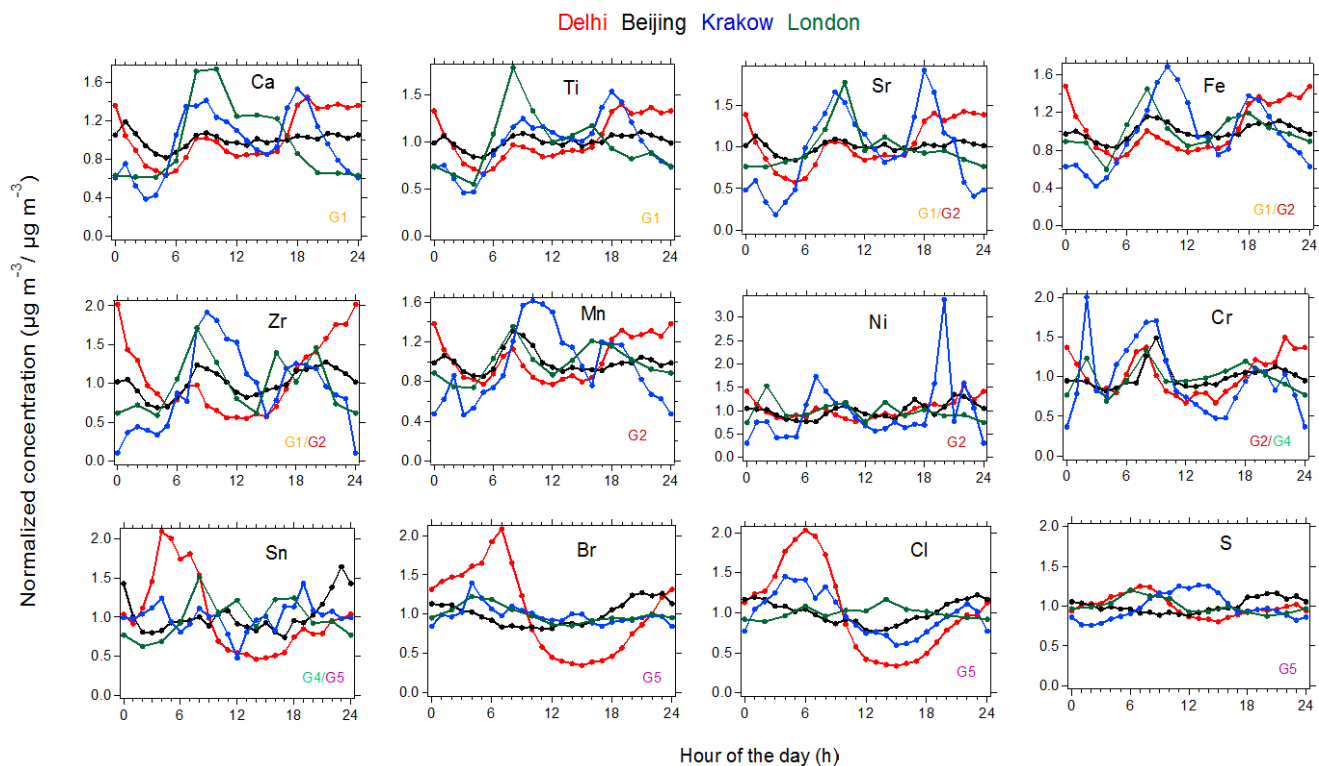 Delhi Beijing Krakow London
Normalized concentration (µg m⁻³/ µg m⁻³)
Ca
1.6
1.2
0.8
0.4
0.0
0 6 12 18 24
G1
Ti
1.5
1.0
0.5
0.0
0 6 12 18 24
G1
Sr
1.5
1.0
0.5
0.0
0 6 12 18 24
G1/G2
Fe
1.6
1.2
0.8
0.4
0.0
0 6 12 18 24
G1/G2
Zr
2.0
1.5
1.0
0.5
0.0
0 6 12 18 24
G1/G2
Mn
1.6
1.2
0.8
0.4
0.0
0 6 12 18 24
G2
Ni
3.0
2.5
2.0
1.5
1.0
0.5
0.0
0 6 12 18 24
G2
Cr
2.0
1.5
1.0
0.5
0.0
0 6 12 18 24
G2/G4
Sn
2.0
1.5
1.0
0.5
0.0
0 6 12 18 24
G4/G5
Br
2.0
1.5
1.0
0.5
0.0
0 6 12 18 24
G5
Cl
2.0
1.5
1.0
0.5
0.0
0 6 12 18 24
G5
S
2.0
1.5
1.0
0.5
0.0
0 6 12 18 24
G5
Hour of the day (h)